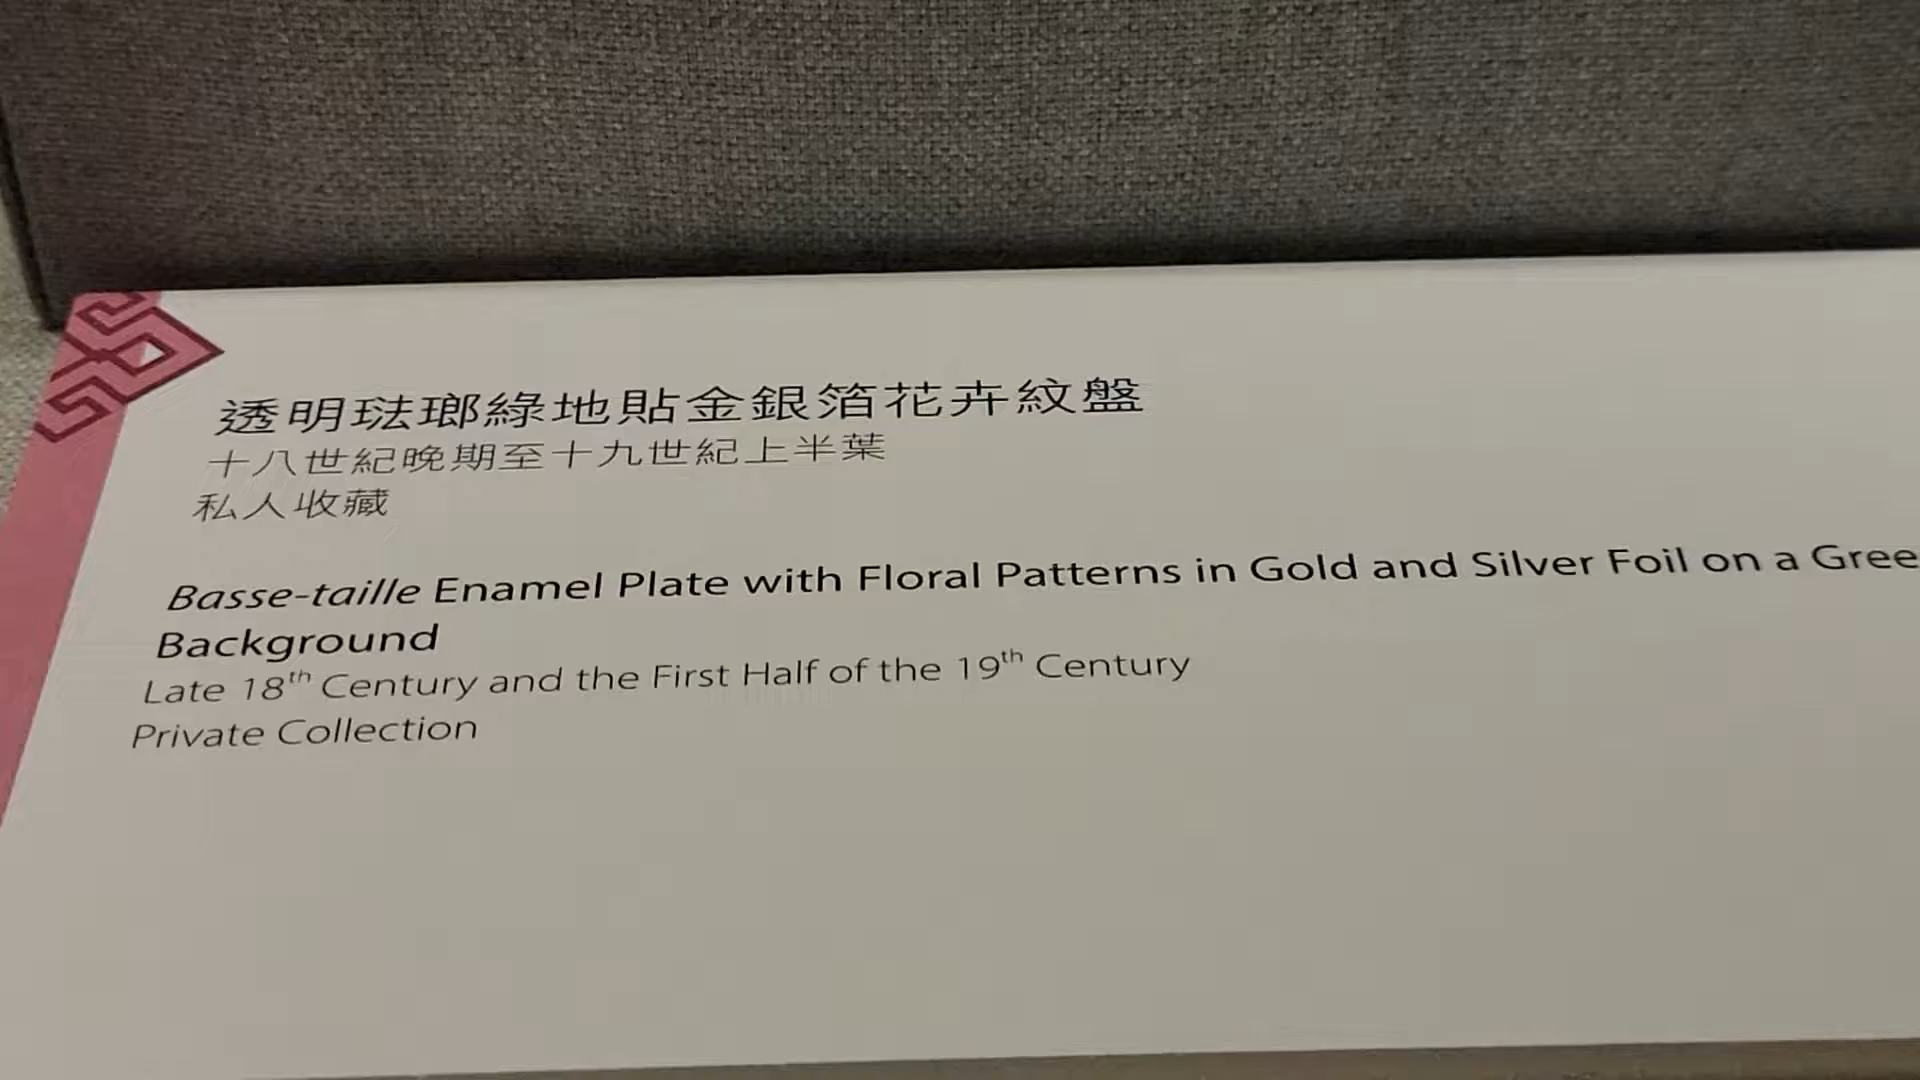 透明琺瑯綠地貼金銀箔花卉紋盤
十八世紀晚期至十九世紀上半葉
私人收藏
Basse-taille Enamel Plate with Floral Patterns in Gold and Silver Foil on a Gree
Background
Late 18th Century and the First Half of the 19th Century
Private Collection